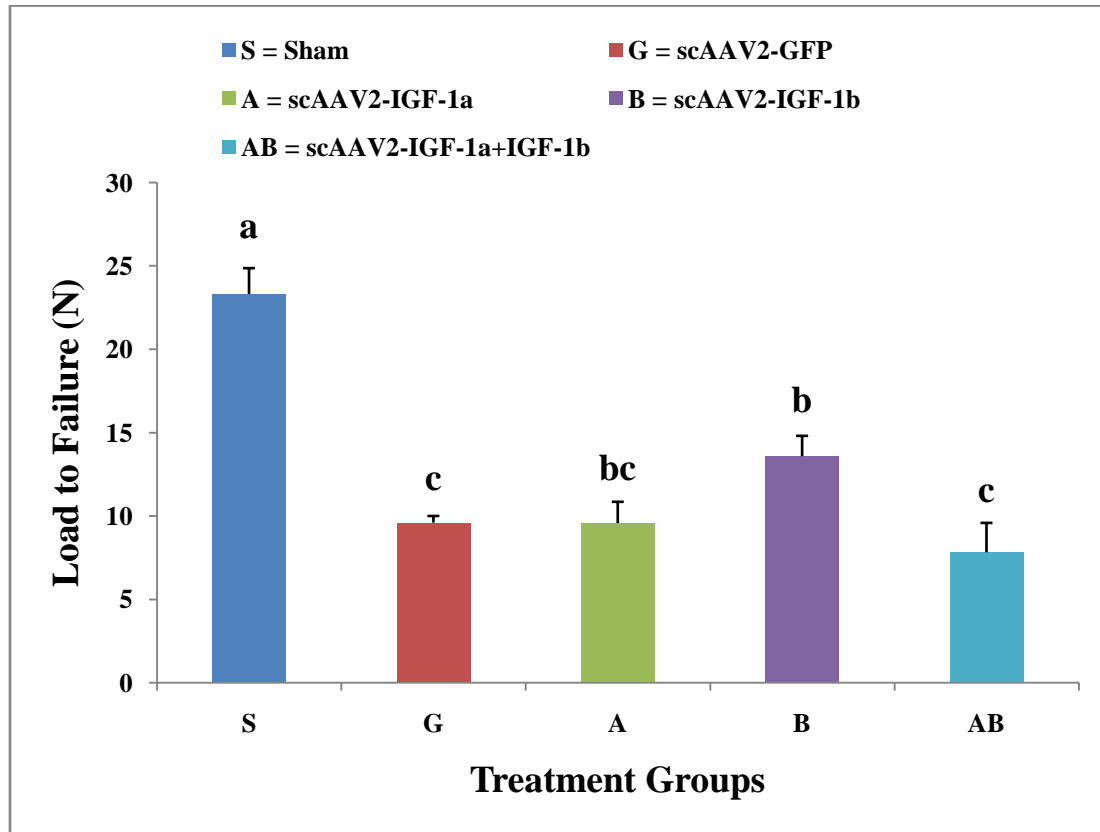 S = Sham
G = scAAV2-GFP
A = scAAV2-IGF-1a
B = scAAV2-IGF-1b
AB = scAAV2-IGF-1a+IGF-1b
Load to Failure (N)
30
25
20
15
10
5
0
a
c
bc
b
c
S
G
A
B
AB
Treatment Groups